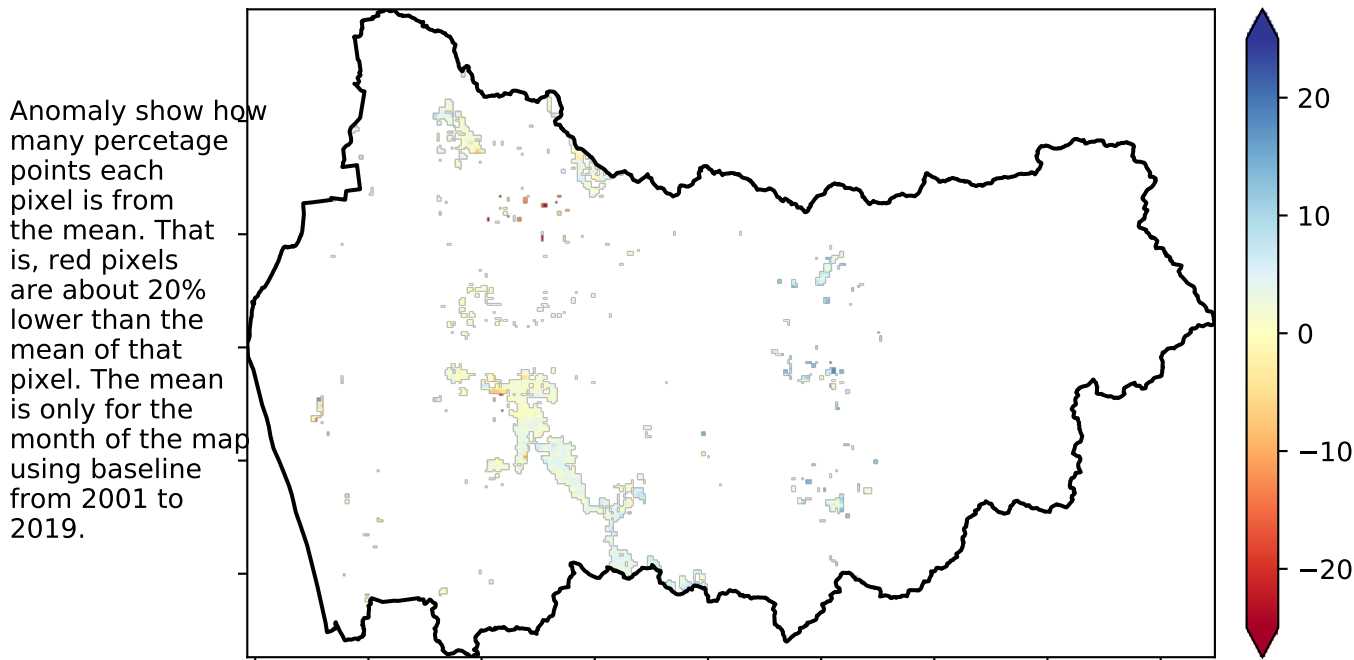 Anomaly show how
many percetage
points each
pixel is from
the mean. That
is, red pixels
are about 20%
lower than the
mean of that
pixel. The mean
is only for the
month of the map
using baseline
from 2001 to
2019.
20
10
0
−10
−20